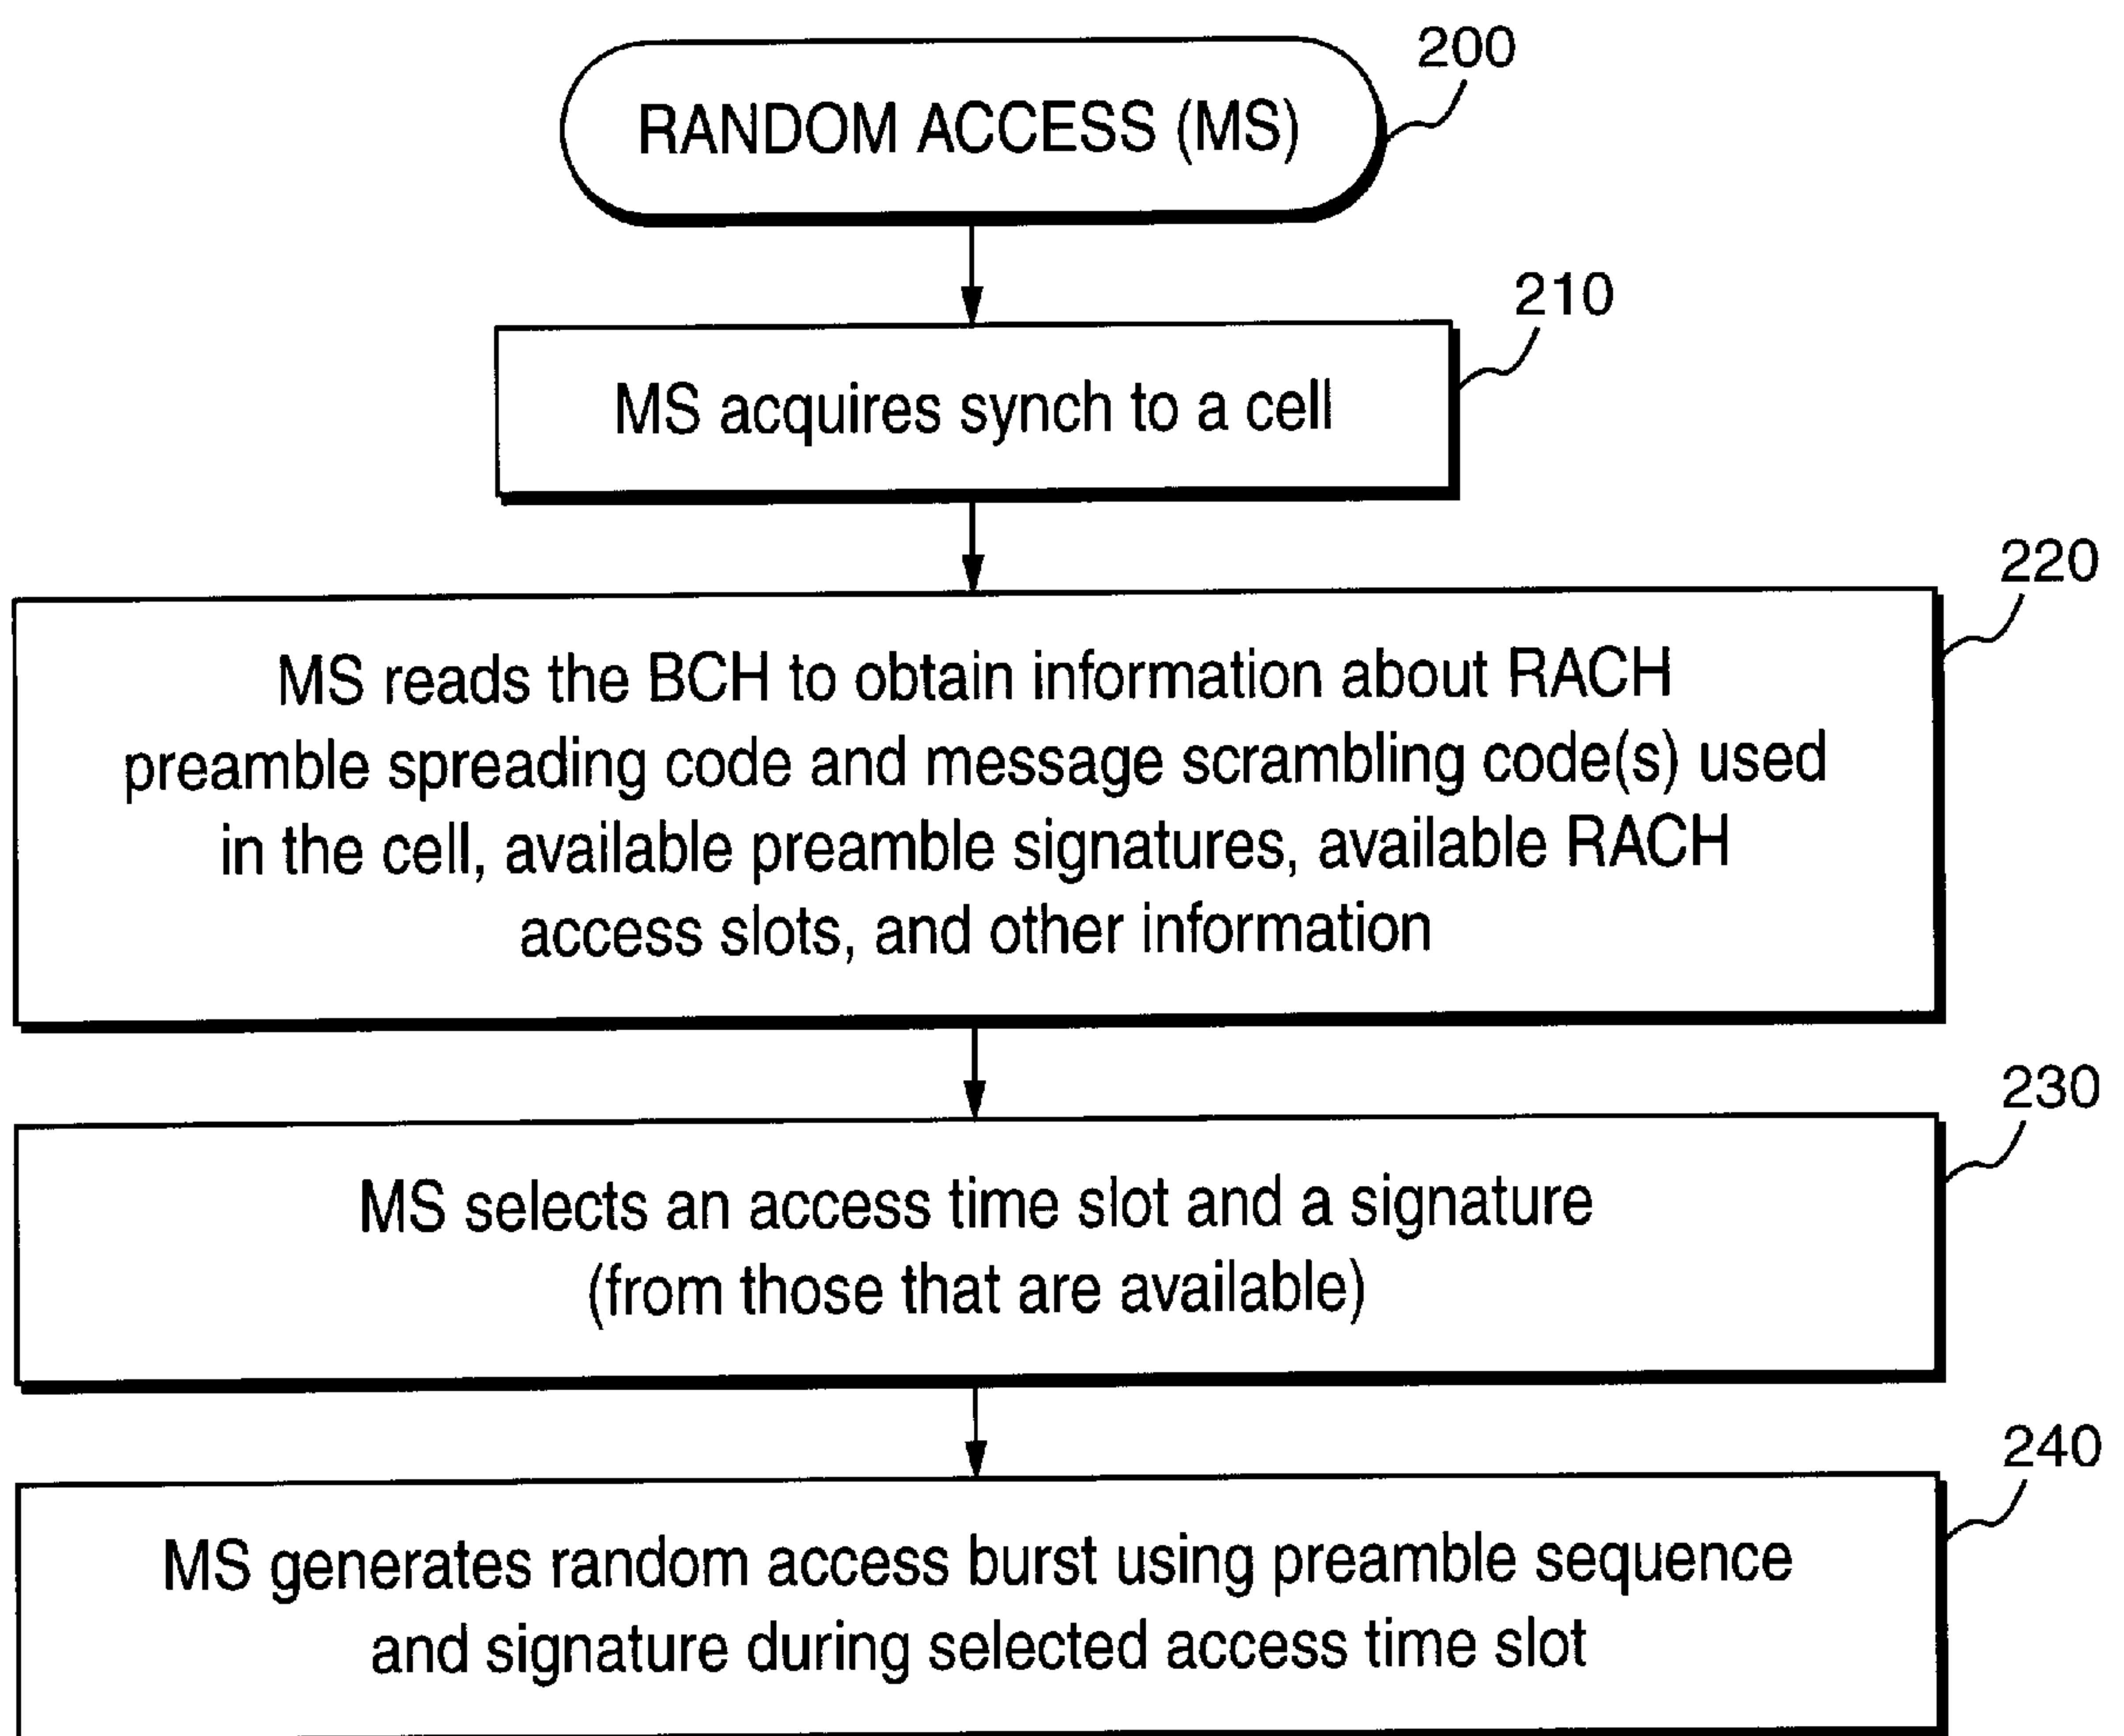 200
RANDOM ACCESS (MS)
210
MS acquires synch to a cell
220
MS reads the BCH to obtain information about RACH
preamble spreading code and message scrambling code(s) used
in the cell, available preamble signatures, available RACH
access slots, and other information
230
MS selects an access time slot and a signature
(from those that are available)
240
MS generates random access burst using preamble sequence
and signature during selected access time slot